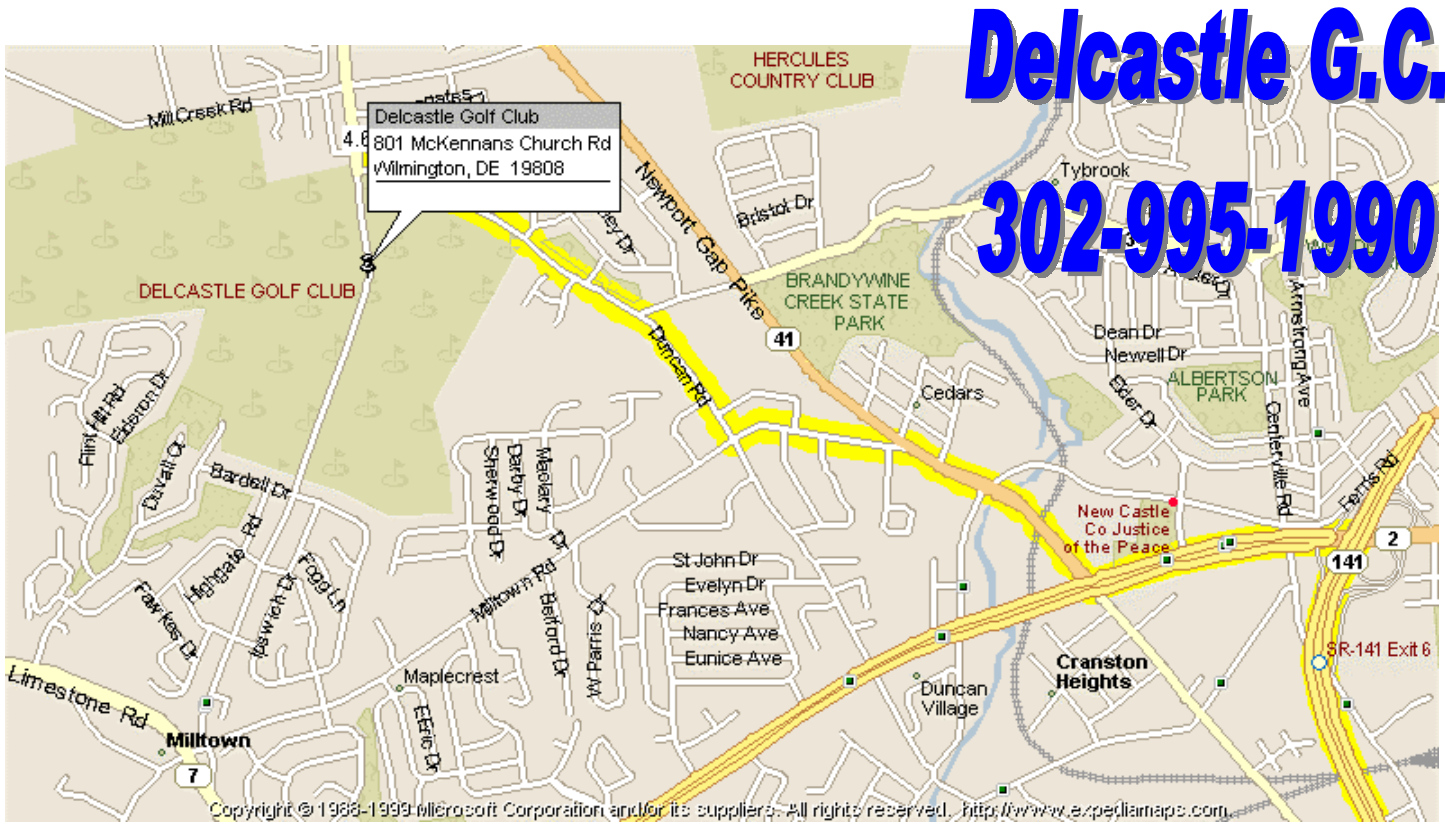 Delcastle G.C.
302-995-1990
HERCULES
COUNTRY CLUB
Mill Creek Rd
Delcastle Golf Club
801 McKennans Church Rd
Wilmington, DE 19808
Newport Gap Pike
Tybrook
Bristol Dr
DELCASTLE GOLF CLUB
BRANDYWINE
CREEK STATE
PARK
41
Duncan Rd
Dean Dr
Newell Dr
Armstrong Ave
ALBERTSON
PARK
Elder Dr
Cedars
Centerville Rd
Flint Hill Rd
Elderon Dr
Duvall Ct
Bardell Dr
Sherwood Dr
Darby Dr
Maclary Dr
Ferris Rd
New Castle
Co Justice
of the Peace
2
141
Highgate Rd
Fogg Ln
Ipswich Dr
Fawkes Dr
Milltown Rd
Belford Dr
W Parris Dr
St John Dr
Evelyn Dr
Frances Ave
Nancy Ave
Eunice Ave
SR-141 Exit 6
Cranston
Heights
Maplecrest
Duncan
Village
Limestone Rd
Milltown
7
Copyright © 1988-1999 Microsoft Corporation and/or its suppliers. All rights reserved. http://www.expediamaps.com